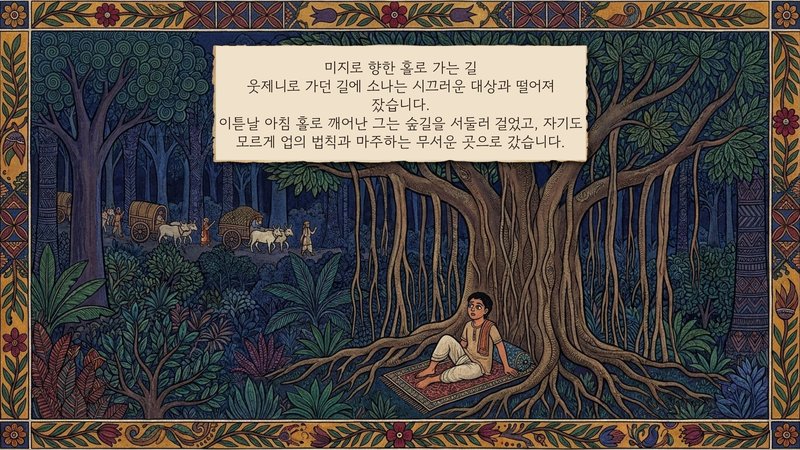 미지로 향한 홀로 가는 길
웃제니로 가던 길에 소나는 시끄러운 대상과 떨어져
잤습니다.
이튿날 아침 홀로 깨어난 그는 숲길을 서둘러 걸었고, 자기도
모르게 업의 법칙과 마주하는 무서운 곳으로 갔습니다.